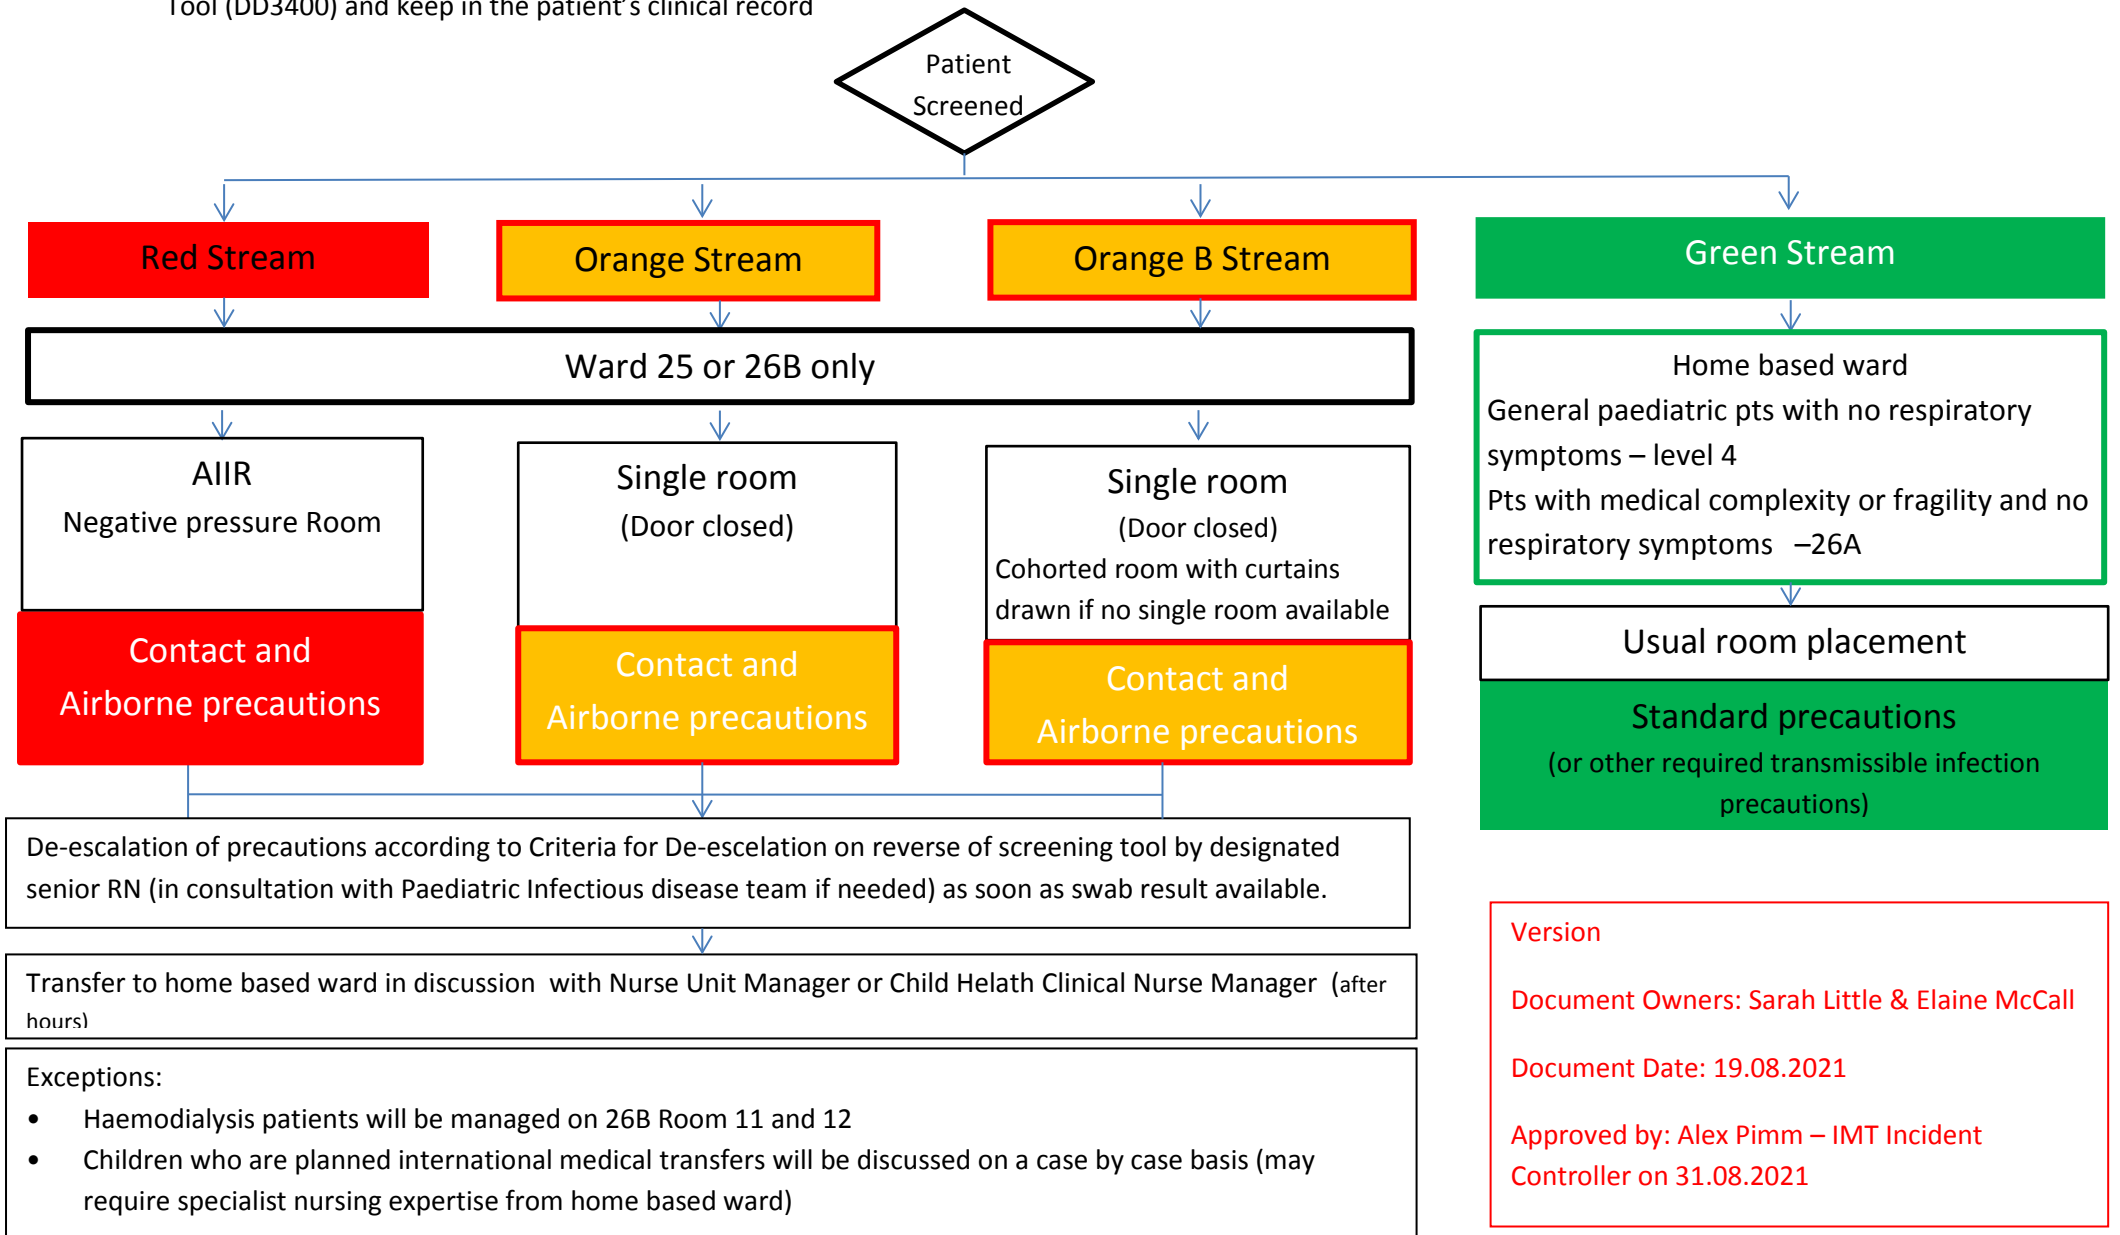 Tool (DD3400) and keep in the patient's clinical record
Patient
Screened
Red Stream
Orange Stream
Orange B Stream
Green Stream
Ward 25 or 26B only
Home based ward
General paediatric pts with no respiratory
symptoms – level 4
Pts with medical complexity or fragility and no
respiratory symptoms –26A
AIIR
Negative pressure Room
Single room
(Door closed)
Single room
(Door closed)
Cohorted room with curtains
drawn if no single room available
Usual room placement
Contact and
Airborne precautions
Contact and
Airborne precautions
Contact and
Airborne precautions
Standard precautions
(or other required transmissible infection
precautions)
De-escalation of precautions according to Criteria for De-escelation on reverse of screening tool by designated
senior RN (in consultation with Paediatric Infectious disease team if needed) as soon as swab result available.
Transfer to home based ward in discussion with Nurse Unit Manager or Child Helath Clinical Nurse Manager (after
hours)
Exceptions:
• Haemodialysis patients will be managed on 26B Room 11 and 12
• Children who are planned international medical transfers will be discussed on a case by case basis (may
require specialist nursing expertise from home based ward)
Version
Document Owners: Sarah Little & Elaine McCall
Document Date: 19.08.2021
Approved by: Alex Pimm – IMT Incident
Controller on 31.08.2021